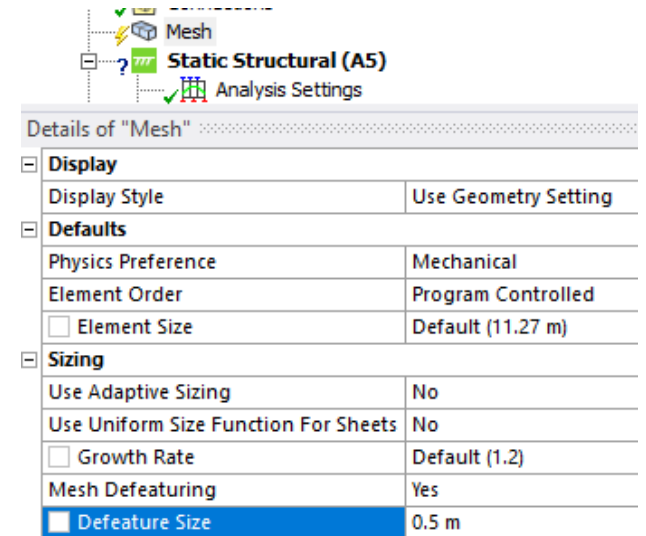 Mesh
Static Structural (A5)
Analysis Settings
Details of "Mesh"
Display
Display Style Use Geometry Setting
Defaults
Physics Preference Mechanical
Element Order Program Controlled
Element Size Default (11.27 m)
Sizing
Use Adaptive Sizing No
Use Uniform Size Function For Sheets No
Growth Rate Default (1.2)
Mesh Defeaturing Yes
Defeature Size 0.5 m